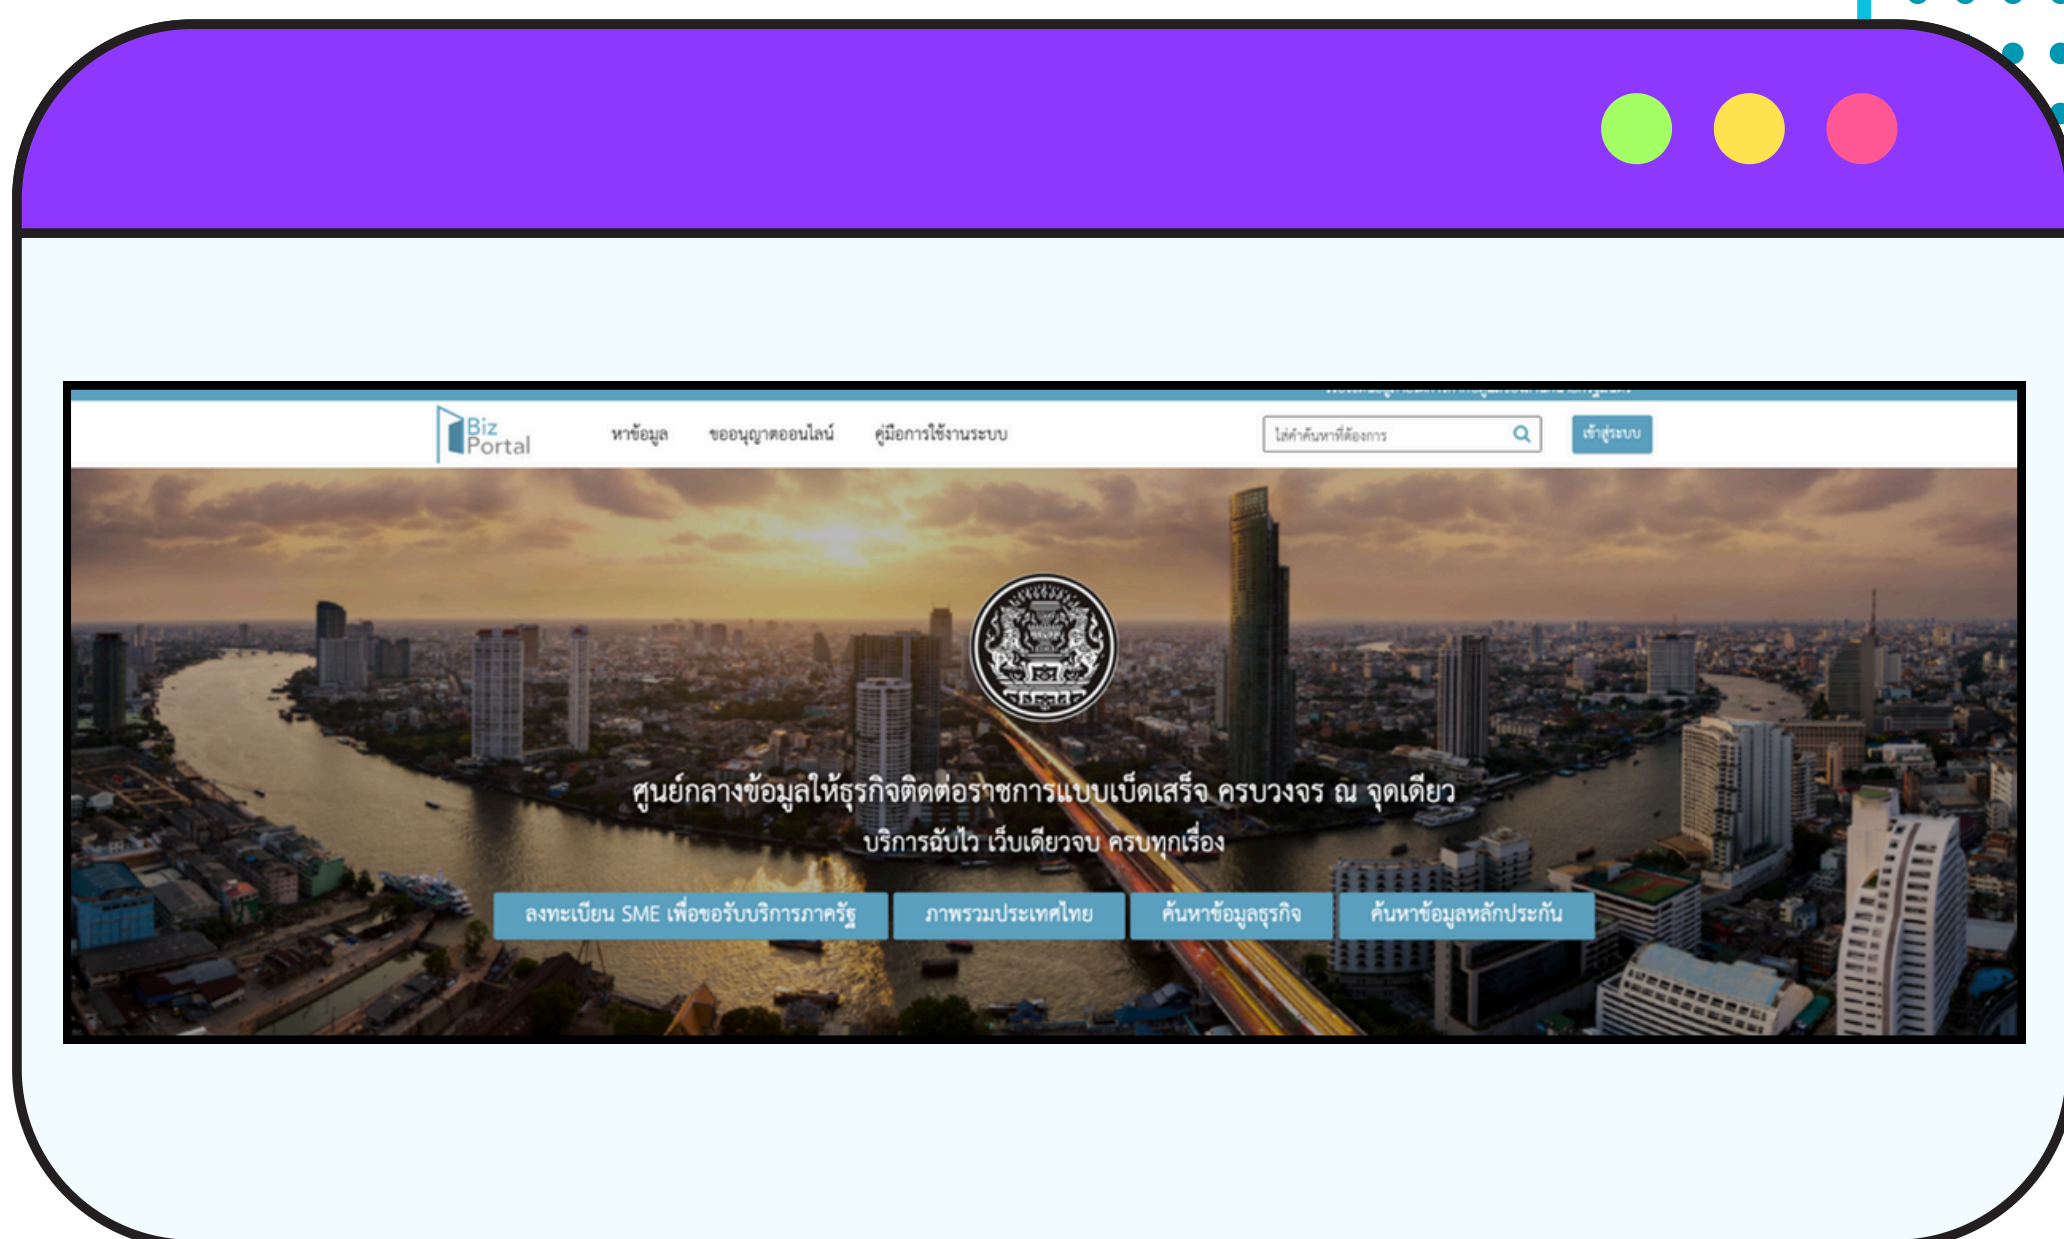 Biz
Portal
หาข้อมูล
ขออนุญาตออนไลน์
คู่มือการใช้งานระบบ
ใส่คำค้นหาที่ต้องการ
เข้าสู่ระบบ
ศูนย์กลางข้อมูลให้ธุรกิจติดต่อราชการแบบเบ็ดเสร็จ ครบวงจร ณ จุดเดียว
บริการฉับไว เว็บเดียวจบ ครบทุกเรื่อง
ลงทะเบียน SME เพื่อขอรับบริการภาครัฐ
ภาพรวมประเทศไทย
ค้นหาข้อมูลธุรกิจ
ค้นหาข้อมูลหลักประกัน